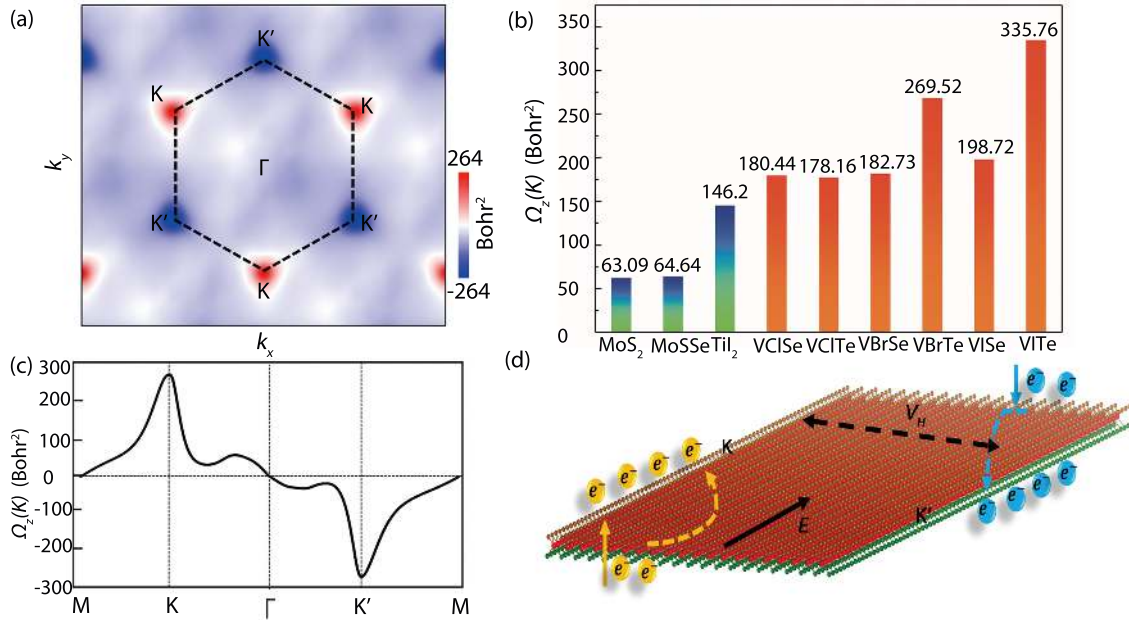 (a)
K'
K
K
k_y
Γ
264
Bohr²
-264
K'
K'
K
k_x
(b)
Ω_z(K) (Bohr²)
350
300
250
200
150
100
50
0
63.09
64.64
146.2
180.44
178.16
182.73
269.52
198.72
335.76
MoS₂
MoSSe
TiI₂
VClSe
VClTe
VBrSe
VBrTe
VISe
VITe
(c)
Ω_z(K) (Bohr²)
300
200
100
0
-100
-200
-300
M
K
Γ
K'
M
(d)
e⁻
e⁻
V_H
K
e⁻
e⁻
e⁻
e⁻
E
K'
e⁻
e⁻
e⁻
e⁻
e⁻
e⁻